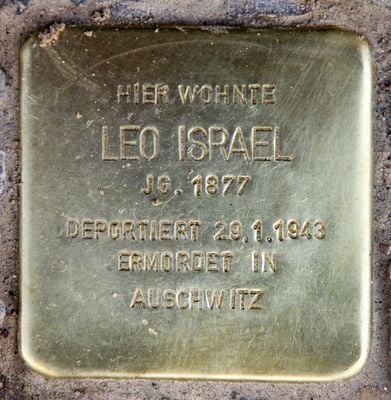 HIER WOHNTE
LEO ISRAEL
JG. 1877
DEPORTIERT 29.1.1943
ERMORDET IN
AUSCHWITZ